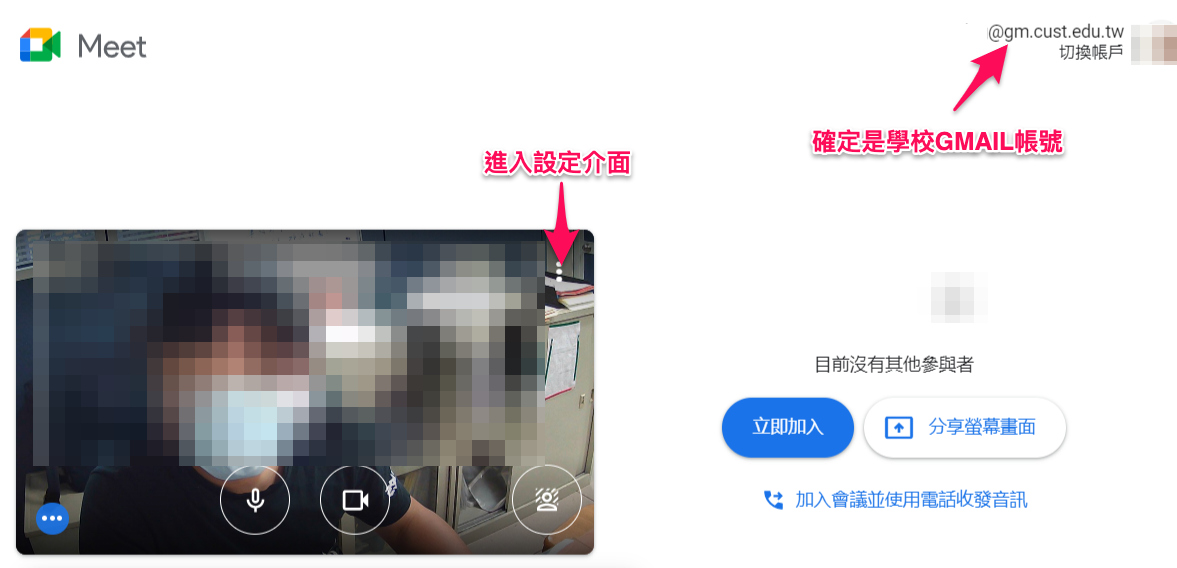 Meet
@gm.cust.edu.tw
切換帳戶
確定是學校GMAIL帳號
進入設定介面
目前沒有其他參與者
立即加入
分享螢幕畫面
加入會議並使用電話收發音訊